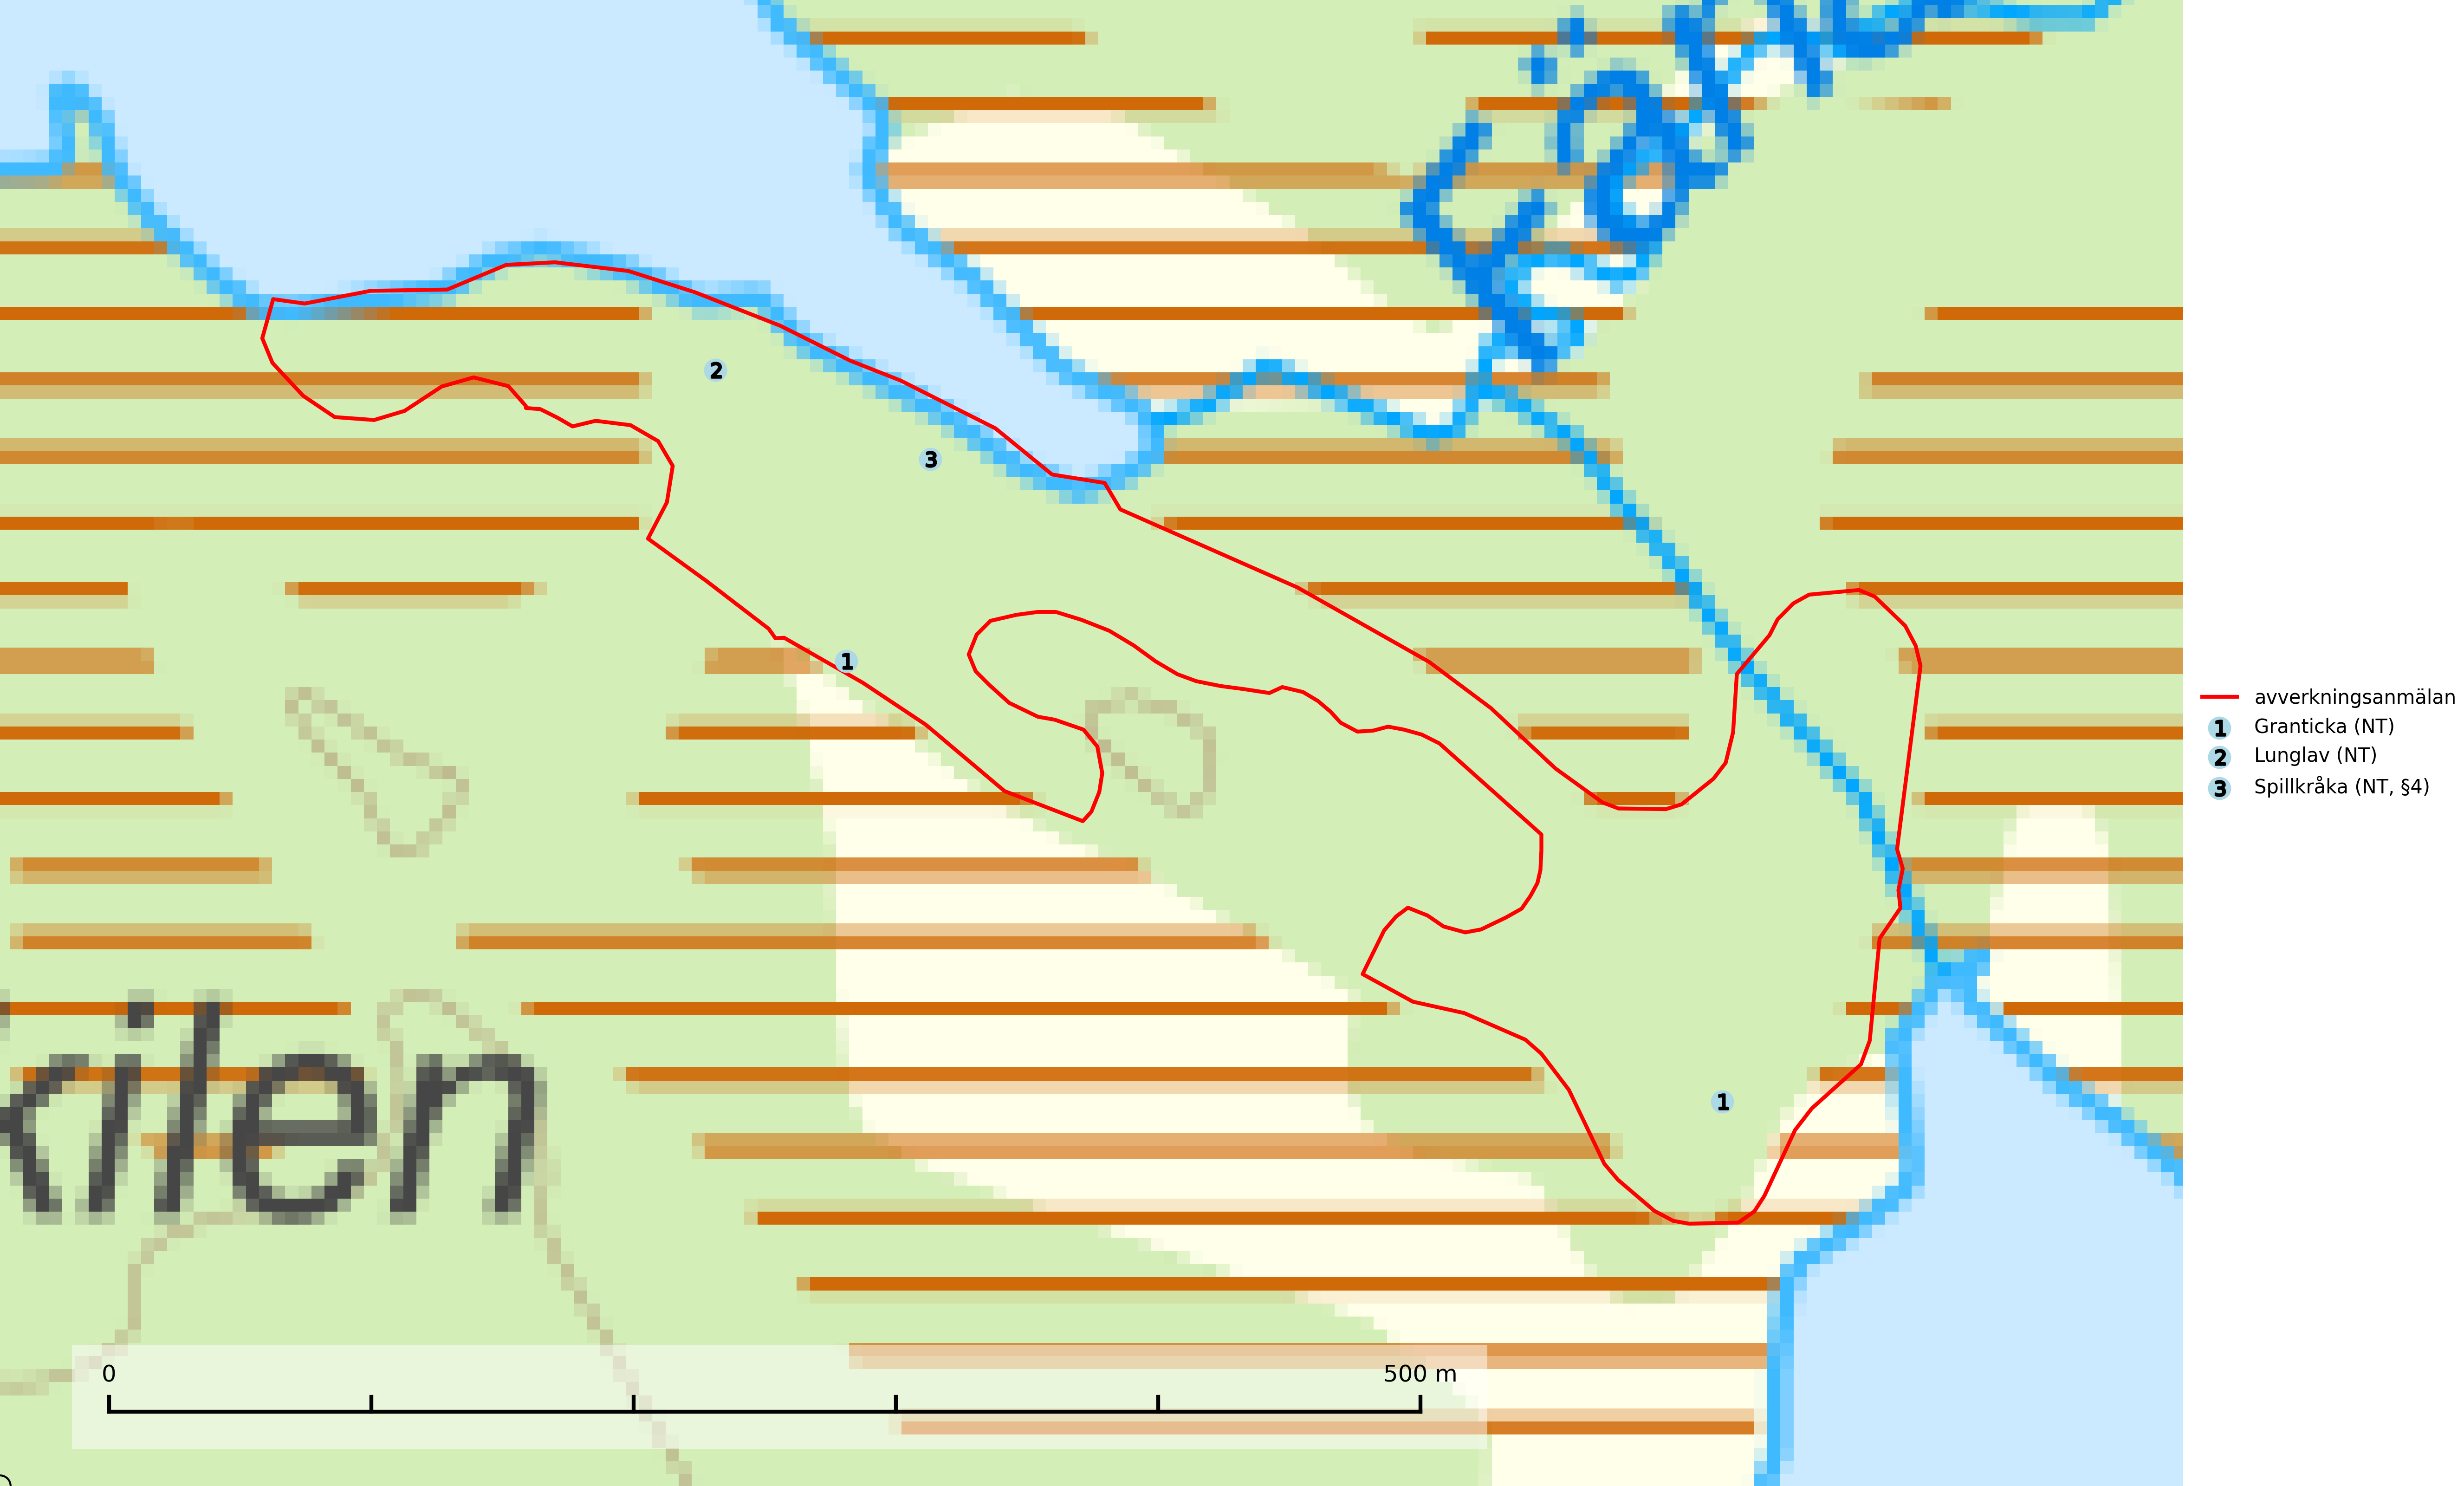 2
3
1
avverkningsanmälan
1 Granticka (NT)
2 Lunglav (NT)
3 Spillkråka (NT, §4)
1
0 500 m